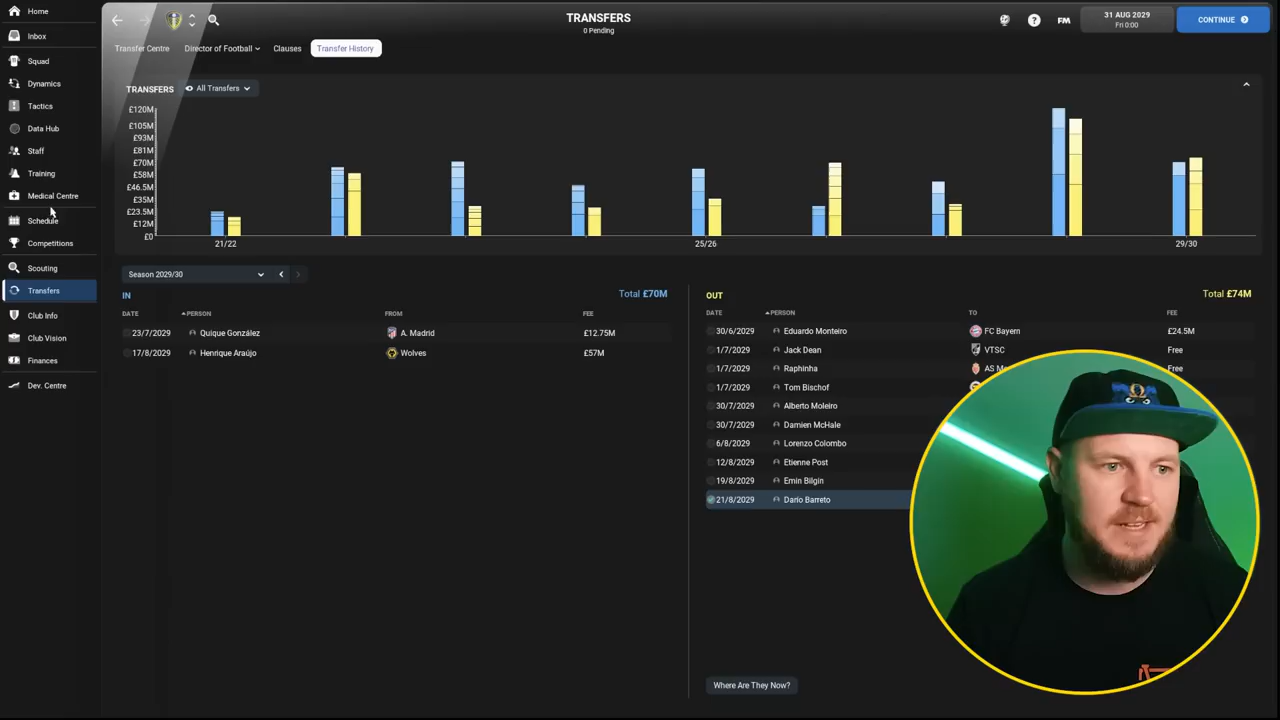 Home
Inbox
Squad
Dynamics
Tactics
Data Hub
Staff
Training
Medical Centre
Schedule
Competitions
Scouting
Transfers
Club Info
Club Vision
Finances
Dev. Centre
TRANSFERS
0 Pending
FM
31 AUG 2029
Fri 0:00
CONTINUE
Transfer Centre Director of Football Clauses Transfer History
TRANSFERS All Transfers
£120M
£105M
£93M
£81M
£70M
£58M
£46.5M
£35M
£23.5M
£12M
£0
21/22 25/26 29/30
Season 2029/30
IN Total £70M
DATE PERSON FROM FEE
23/7/2029 Quique González A. Madrid £12.75M
17/8/2029 Henrique Araújo Wolves £57M
OUT Total £74M
DATE PERSON TO FEE
30/6/2029 Eduardo Monteiro FC Bayern £24.5M
1/7/2029 Jack Dean VTSC Free
1/7/2029 Raphinha AS Free
1/7/2029 Tom Bischof
30/7/2029 Alberto Moleiro
30/7/2029 Damien McHale
6/8/2029 Lorenzo Colombo
12/8/2029 Etienne Post
19/8/2029 Emin Bilgin
21/8/2029 Darío Barreto
Where Are They Now?